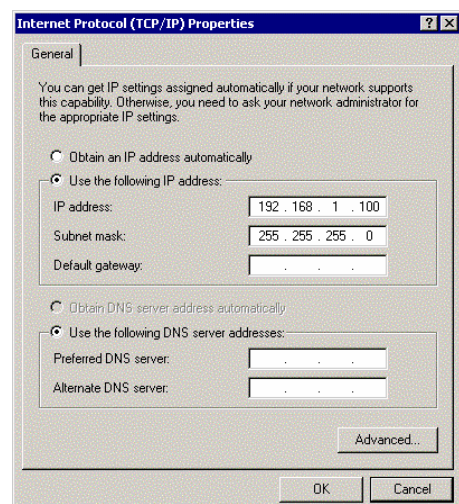 Internet Protocol (TCP/IP) Properties
General
You can get IP settings assigned automatically if your network supports
this capability. Otherwise, you need to ask your network administrator for
the appropriate IP settings.
Obtain an IP address automatically
Use the following IP address:
IP address: 192 . 168 . 1 . 100
Subnet mask: 255 . 255 . 255 . 0
Default gateway: . . .
Obtain DNS server address automatically
Use the following DNS server addresses:
Preferred DNS server: . . .
Alternate DNS server: . . .
Advanced...
OK Cancel